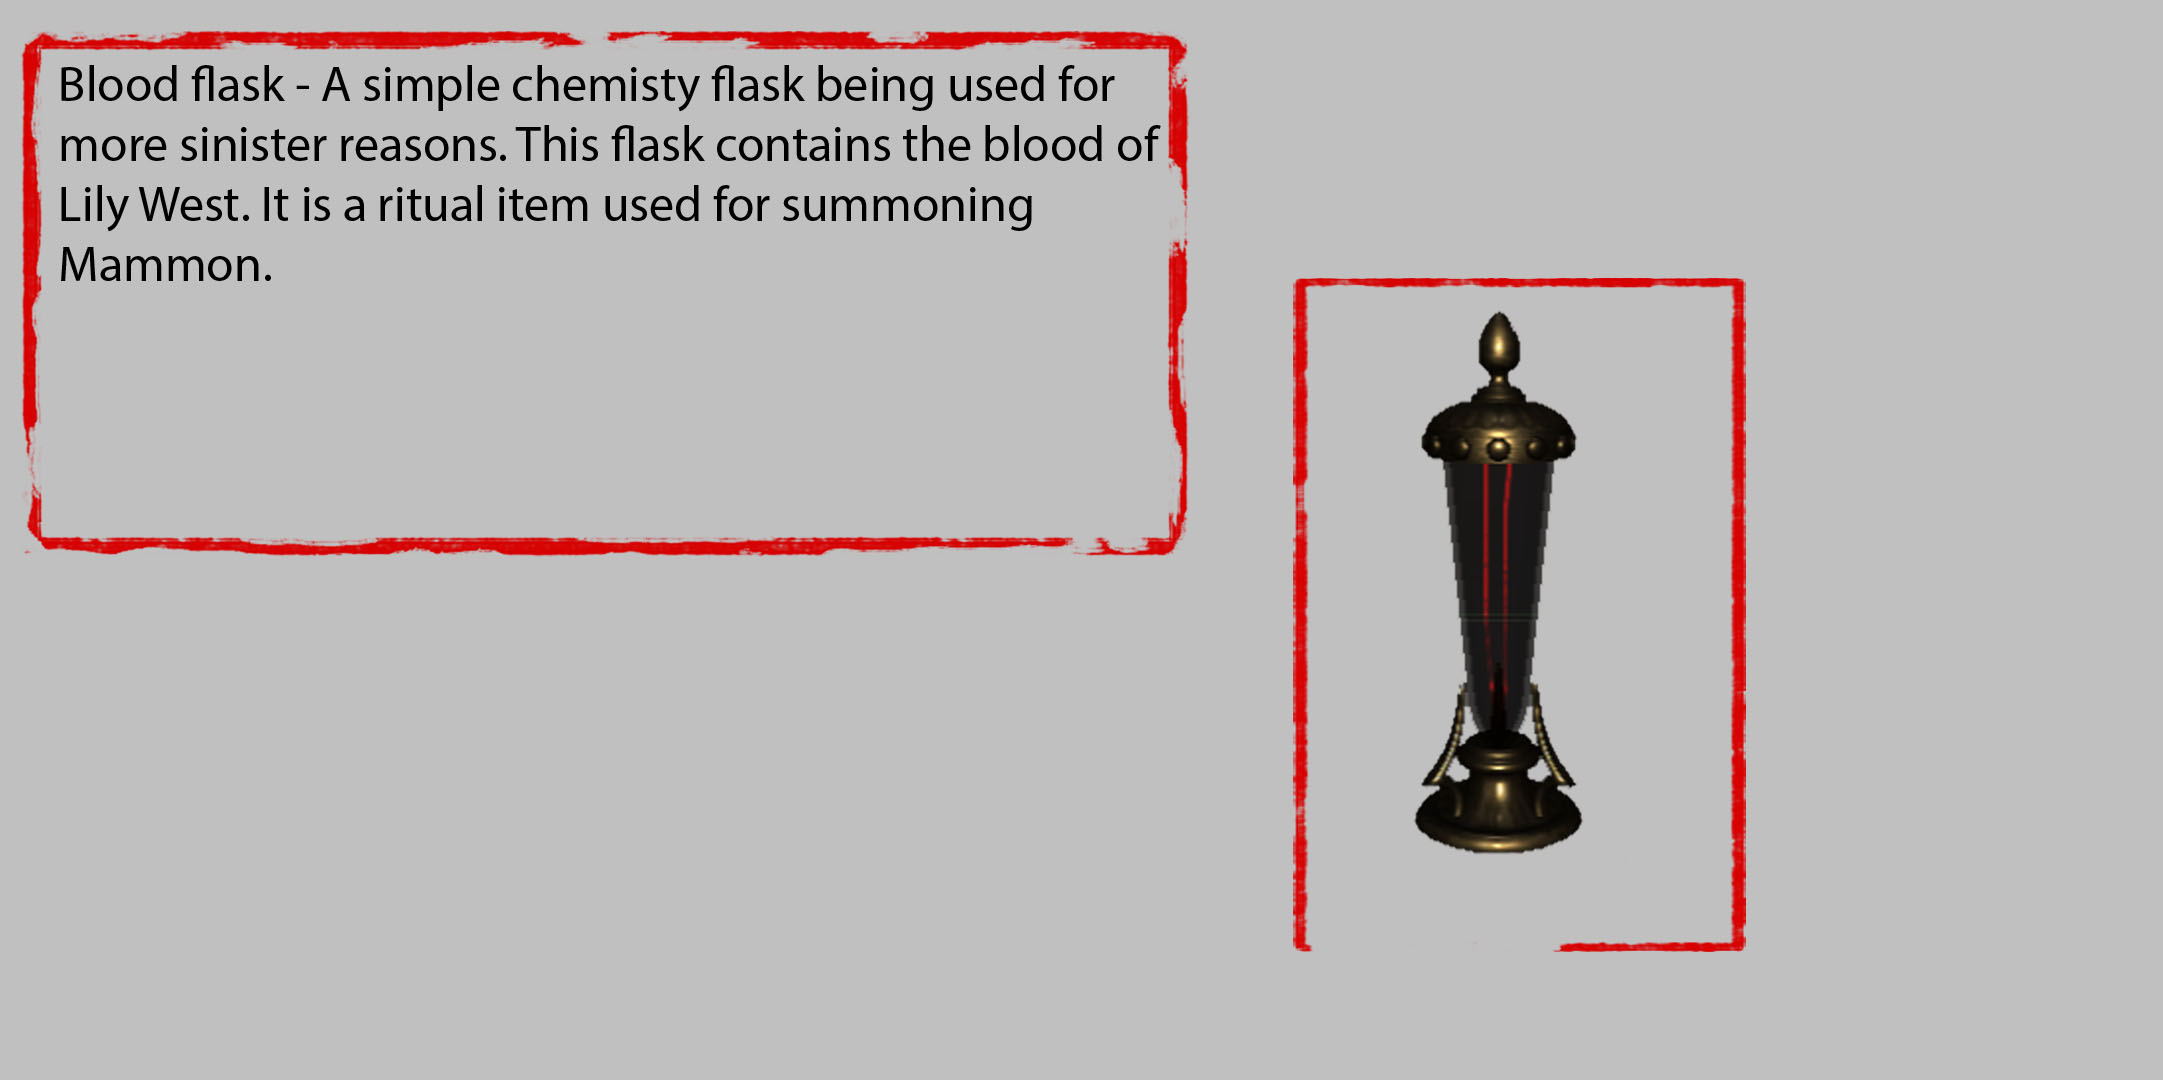 Blood flask - A simple chemisty flask being used for
more sinister reasons. This flask contains the blood of
Lily West. It is a ritual item used for summoning
Mammon.